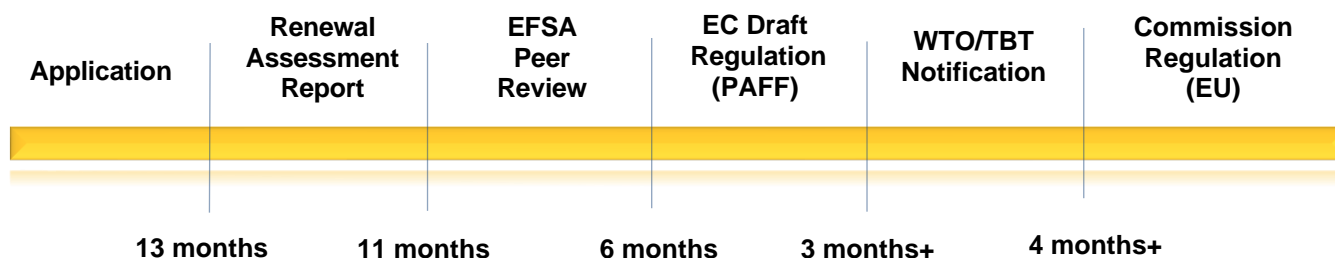 Application
Renewal
Assessment
Report
EFSA
Peer
Review
EC Draft
Regulation
(PAFF)
WTO/TBT
Notification
Commission
Regulation
(EU)
13 months
11 months
6 months
3 months+
4 months+